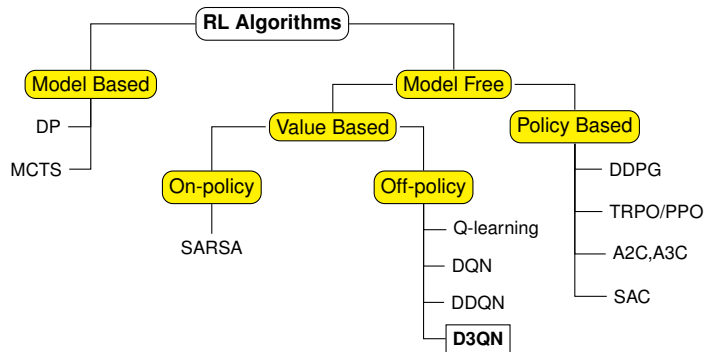 RL Algorithms
Model Based
Model Free
DP
Value Based
Policy Based
MCTS
On-policy
Off-policy
DDPG
SARSA
Q-learning
TRPO/PPO
DQN
A2C,A3C
DDQN
SAC
D3QN